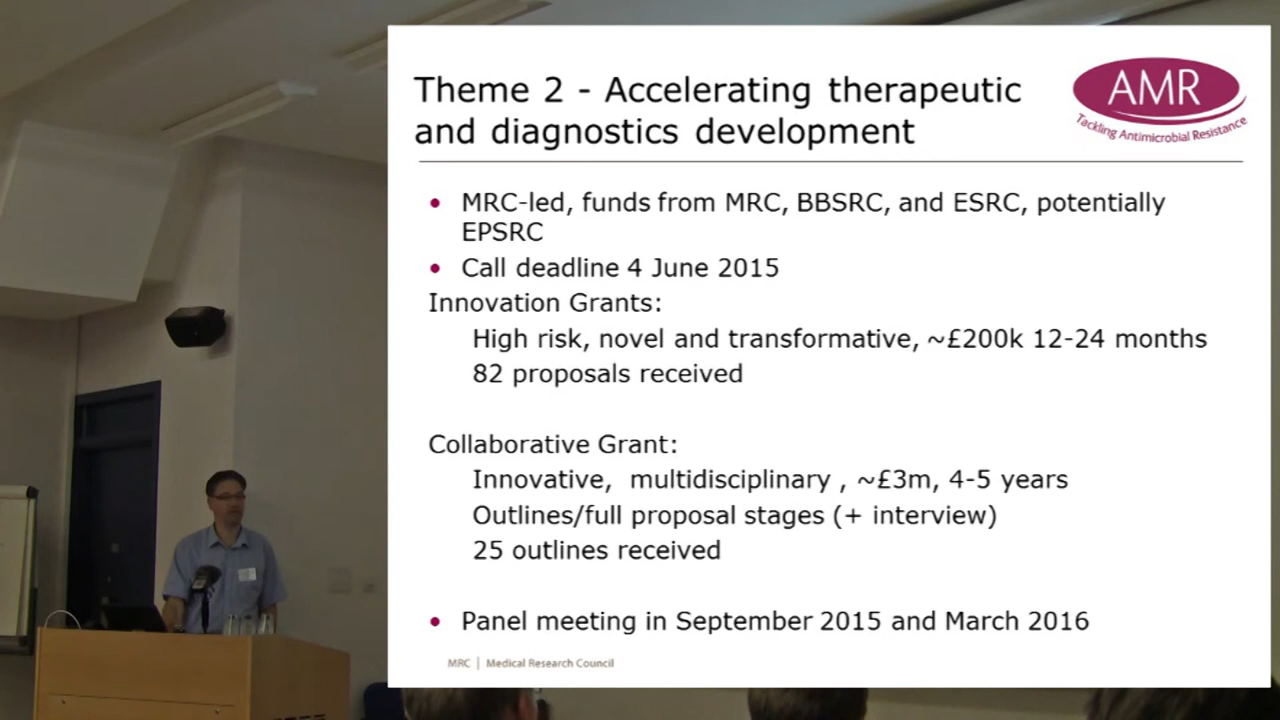 Theme 2 - Accelerating therapeutic
and diagnostics development
AMR
Tackling Antimicrobial Resistance
• MRC-led, funds from MRC, BBSRC, and ESRC, potentially
EPSRC
• Call deadline 4 June 2015
Innovation Grants:
High risk, novel and transformative, ~£200k 12-24 months
82 proposals received
Collaborative Grant:
Innovative, multidisciplinary , ~£3m, 4-5 years
Outlines/full proposal stages (+ interview)
25 outlines received
• Panel meeting in September 2015 and March 2016
MRC | Medical Research Council